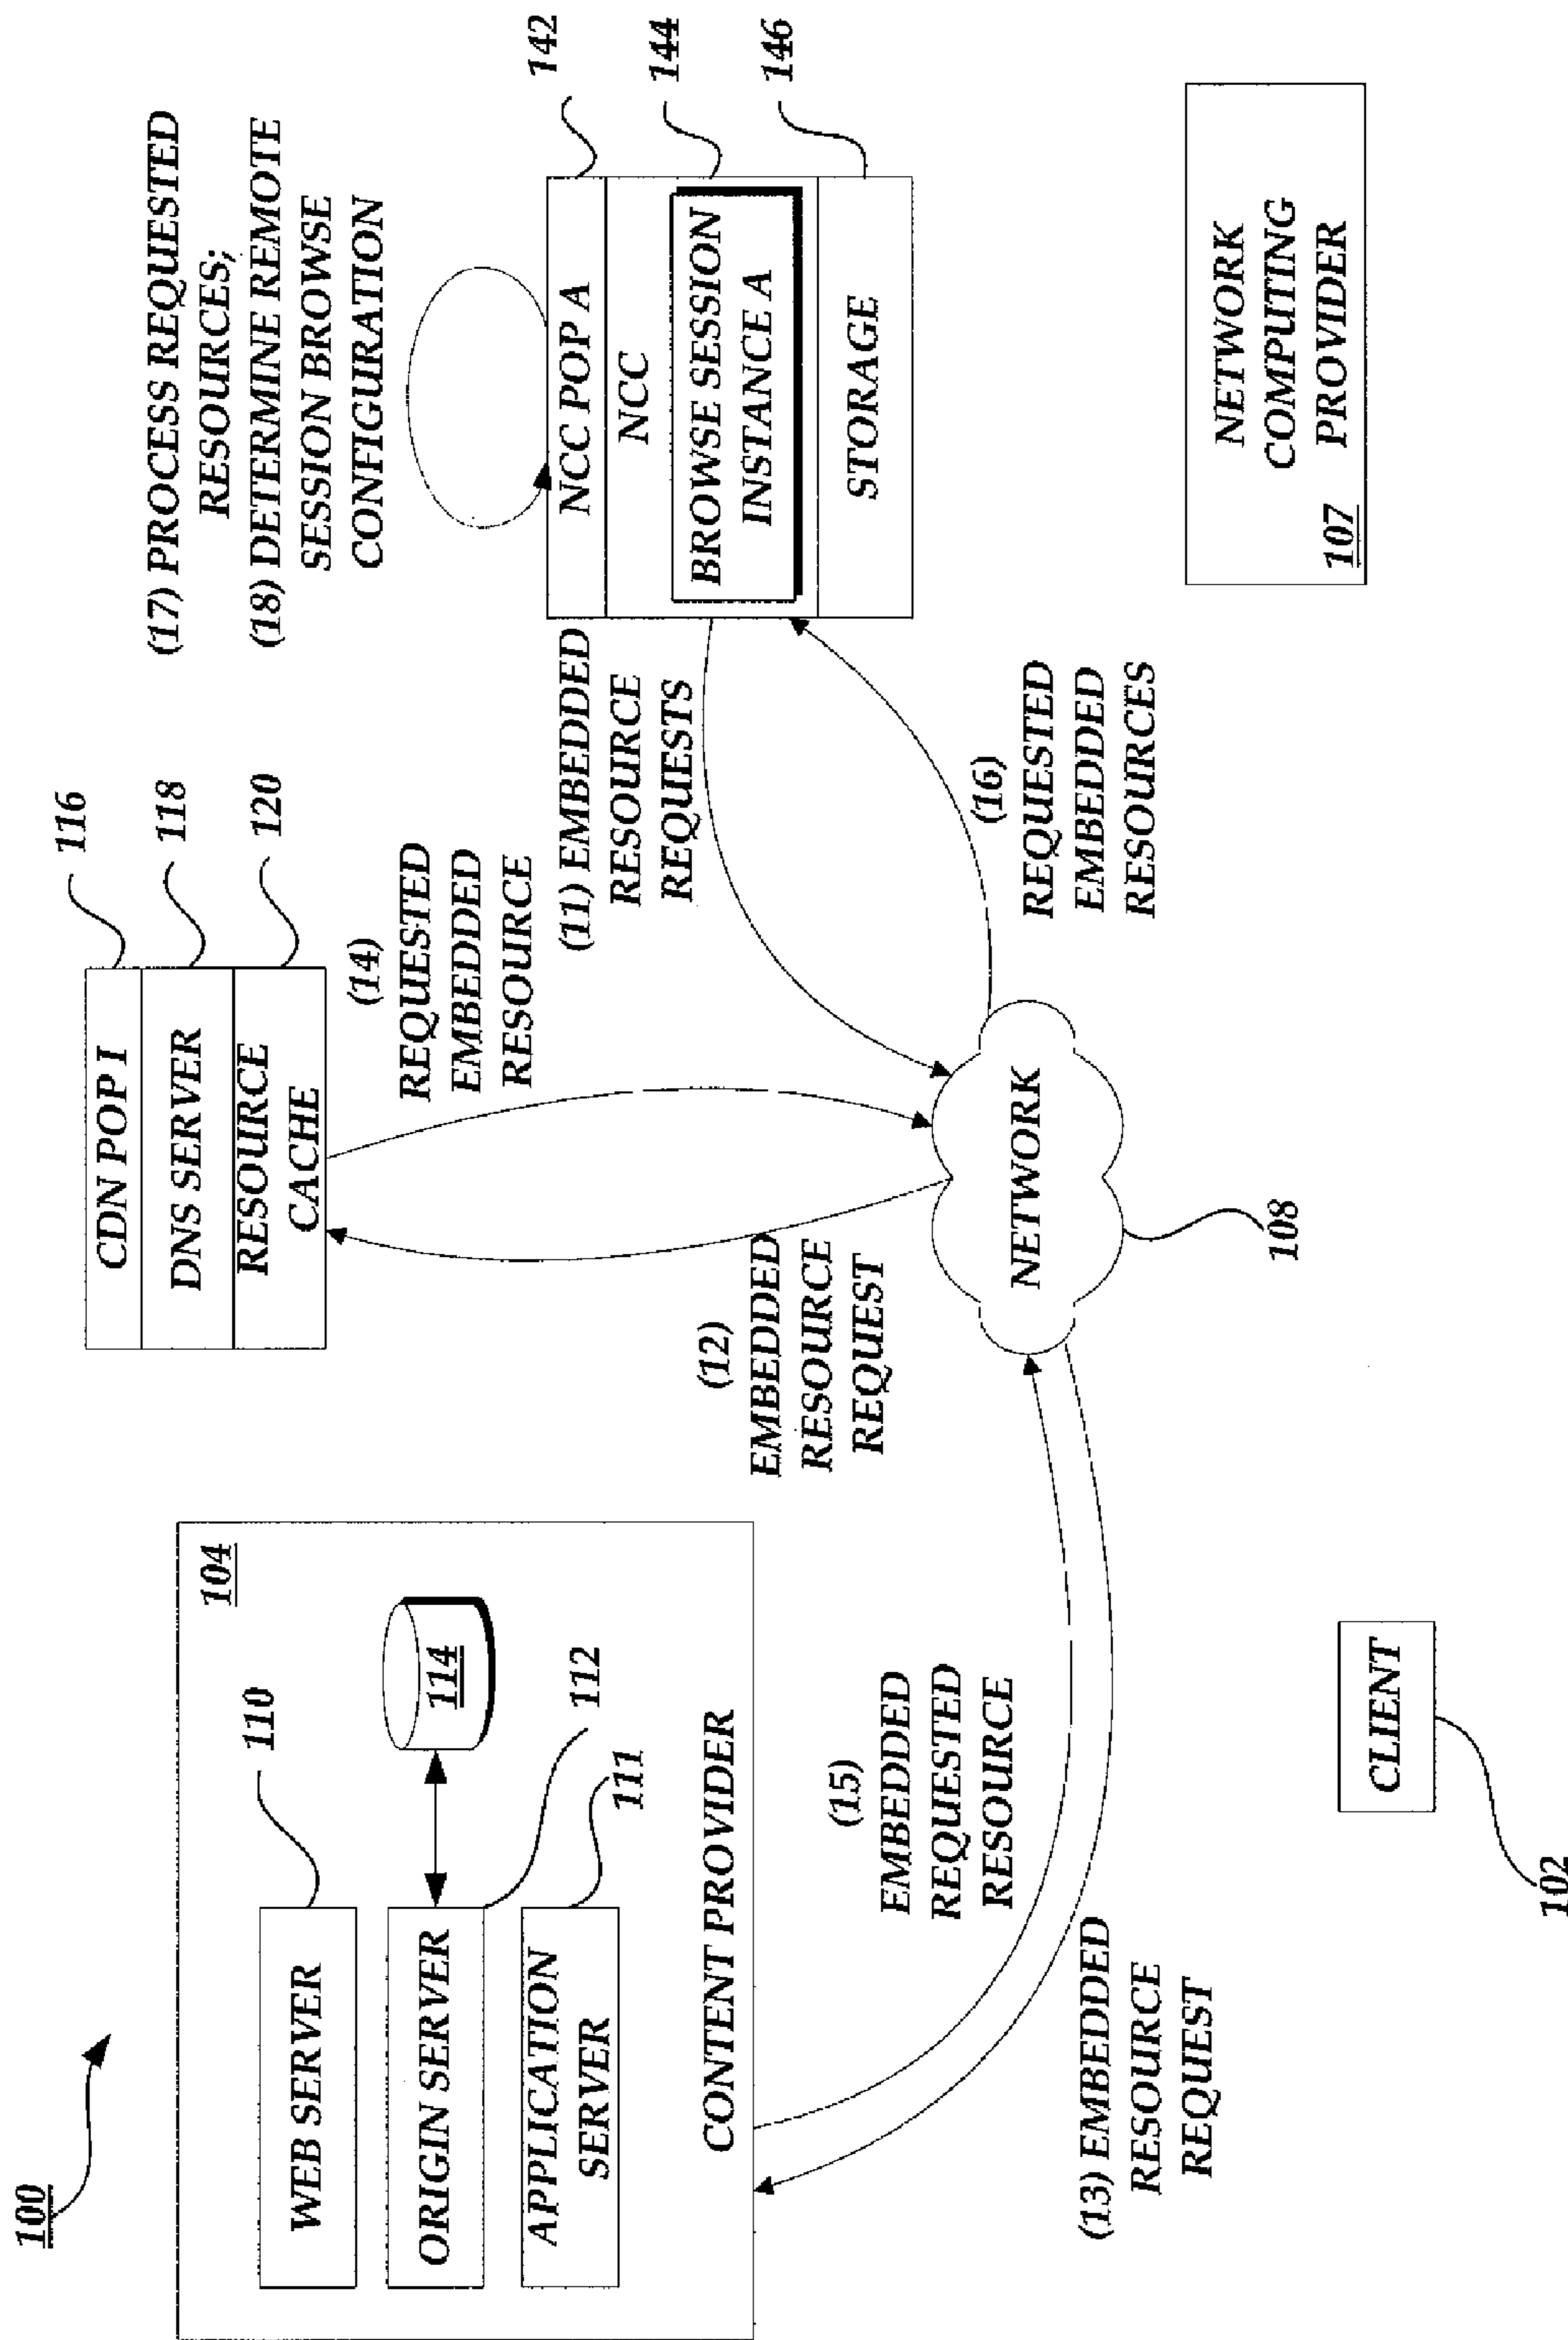 100
104
WEB SERVER
110
ORIGIN SERVER
114
112
APPLICATION
SERVER
111
CONTENT PROVIDER
CDN POP I
116
DNS SERVER
118
RESOURCE
CACHE
120
(17) PROCESS REQUESTED
RESOURCES;
(18) DETERMINE REMOTE
SESSION BROWSE
CONFIGURATION
NCC POP A
142
NCC
144
BROWSE SESSION
INSTANCE A
STORAGE
146
(14)
REQUESTED
EMBEDDED
RESOURCE
(11) EMBEDDED
RESOURCE
REQUESTS
(12)
EMBEDDED
RESOURCE
REQUEST
(16)
REQUESTED
EMBEDDED
RESOURCES
NETWORK
108
(15)
EMBEDDED
REQUESTED
RESOURCE
(13) EMBEDDED
RESOURCE
REQUEST
CLIENT
102
NETWORK
COMPUTING
PROVIDER
107